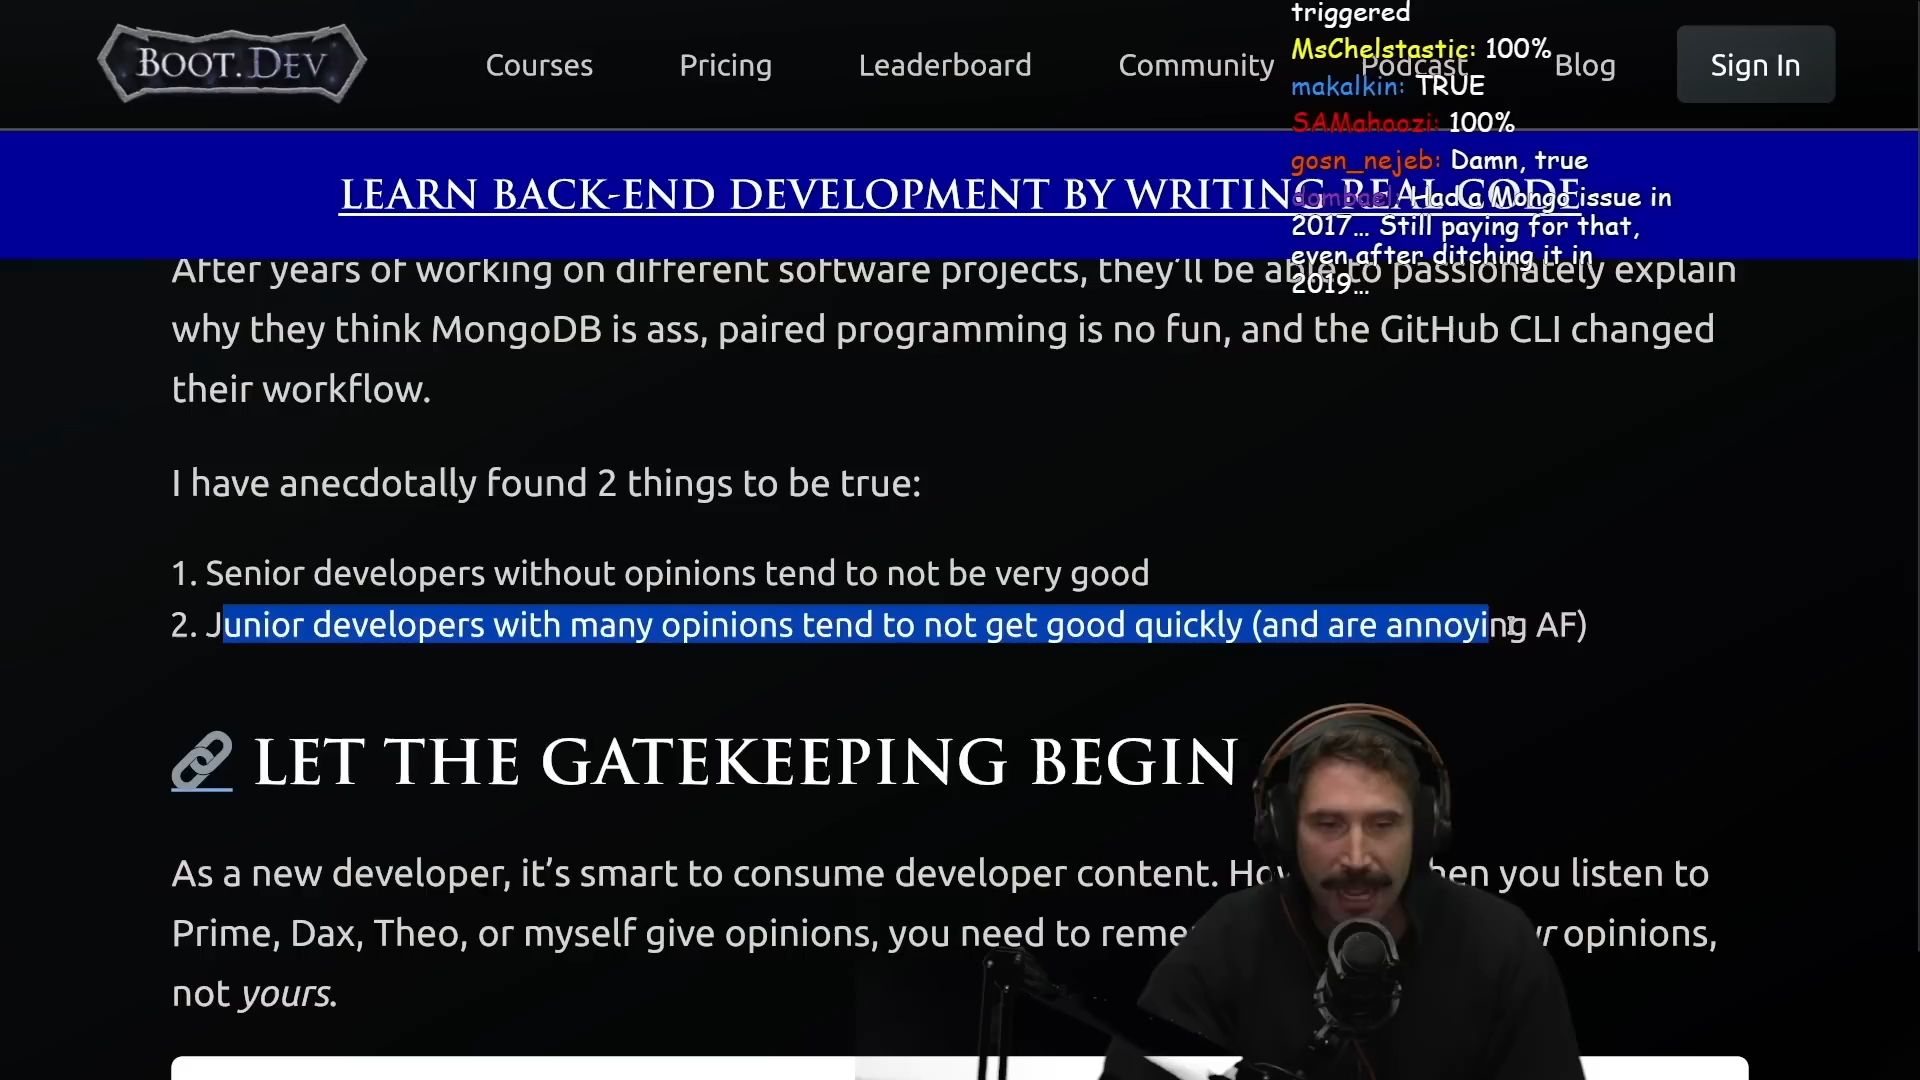 BOOT.DEV
Courses
Pricing
Leaderboard
Community
Podcast
Blog
Sign In
triggered
MsChelstastic: 100%
makalkin: TRUE
SAMahoozi: 100%
gosn_nejeb: Damn, true
dombael: Had a Mongo issue in
2017... Still paying for that,
even after ditching it in
2019...
LEARN BACK-END DEVELOPMENT BY WRITING REAL CODE
After years of working on different software projects, they'll be able to passionately explain
why they think MongoDB is ass, paired programming is no fun, and the GitHub CLI changed
their workflow.
I have anecdotally found 2 things to be true:
1. Senior developers without opinions tend to not be very good
2. Junior developers with many opinions tend to not get good quickly (and are annoying AF)
LET THE GATEKEEPING BEGIN
As a new developer, it's smart to consume developer content. hen you listen to
Prime, Dax, Theo, or myself give opinions, you need to reme opinions,
not yours.